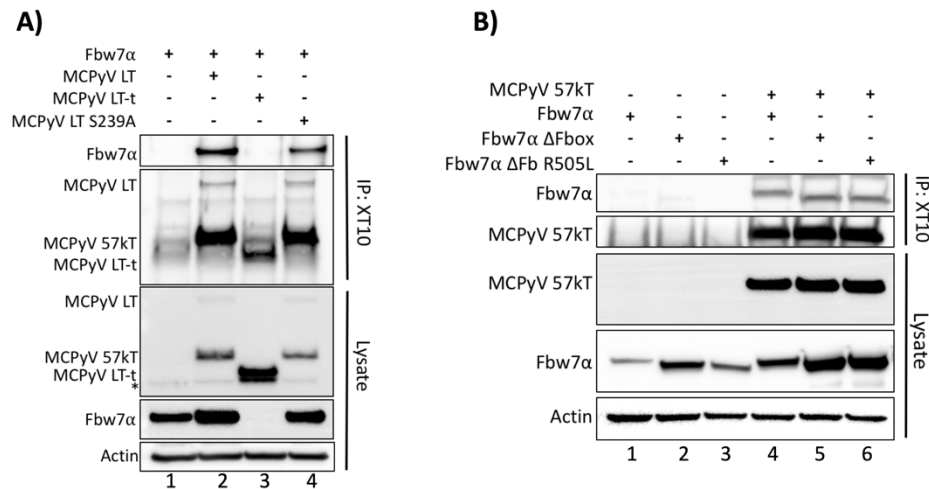 A)
Fbw7α + + + +
MCPyV LT - + - -
MCPyV LT-t - - + -
MCPyV LT S239A - - - +
Fbw7α
MCPyV LT
MCPyV 57kT
MCPyV LT-t
IP: XT10
MCPyV LT
MCPyV 57kT
MCPyV LT-t
*
Fbw7α
Actin
Lysate
1 2 3 4
B)
MCPyV 57kT - - - + + +
Fbw7α + - - + - -
Fbw7α ΔFbox - + - - + -
Fbw7α ΔFb R505L - - + - - +
Fbw7α
MCPyV 57kT
IP: XT10
MCPyV 57kT
Fbw7α
Actin
Lysate
1 2 3 4 5 6